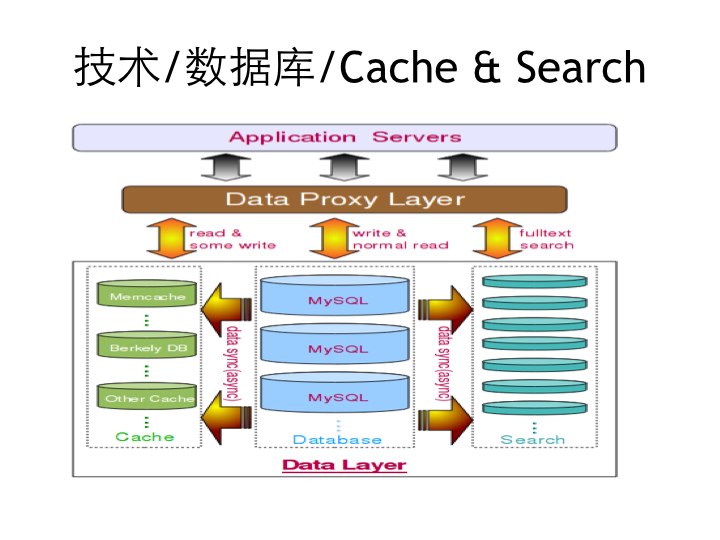 技术/数据库/Cache & Search
Application Servers
Data Proxy Layer
read &
some write
write &
normal read
fulltext
search
Memcache
Berkely DB
Other Cache
Cache
data sync(async)
MySQL
MySQL
MySQL
Database
data sync(async)
Search
Data Layer